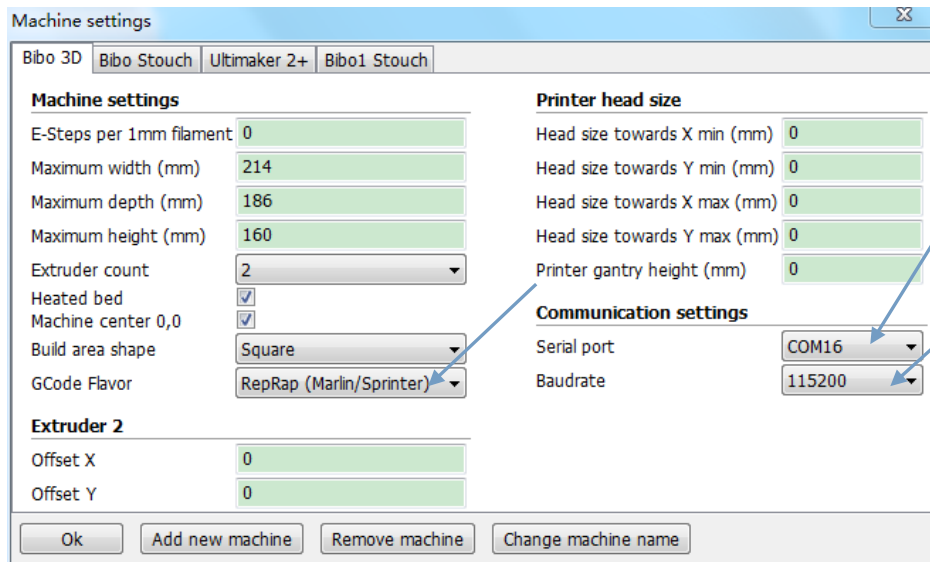 Machine settings
Bibo 3D Bibo Stouch Ultimaker 2+ Bibo1 Stouch
Machine settings
E-Steps per 1mm filament 0
Maximum width (mm) 214
Maximum depth (mm) 186
Maximum height (mm) 160
Extruder count 2
Heated bed
Machine center 0,0
Build area shape Square
GCode Flavor RepRap (Marlin/Sprinter)
Extruder 2
Offset X 0
Offset Y 0
Printer head size
Head size towards X min (mm) 0
Head size towards Y min (mm) 0
Head size towards X max (mm) 0
Head size towards Y max (mm) 0
Printer gantry height (mm) 0
Communication settings
Serial port COM16
Baudrate 115200
Ok Add new machine Remove machine Change machine name